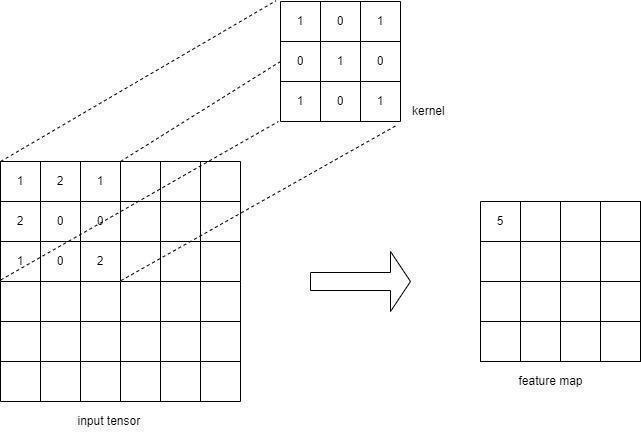 1 0 1
0 1 0
1 0 1
kernel
1 2 1
2 0 0
1 0 2
5
feature map
input tensor